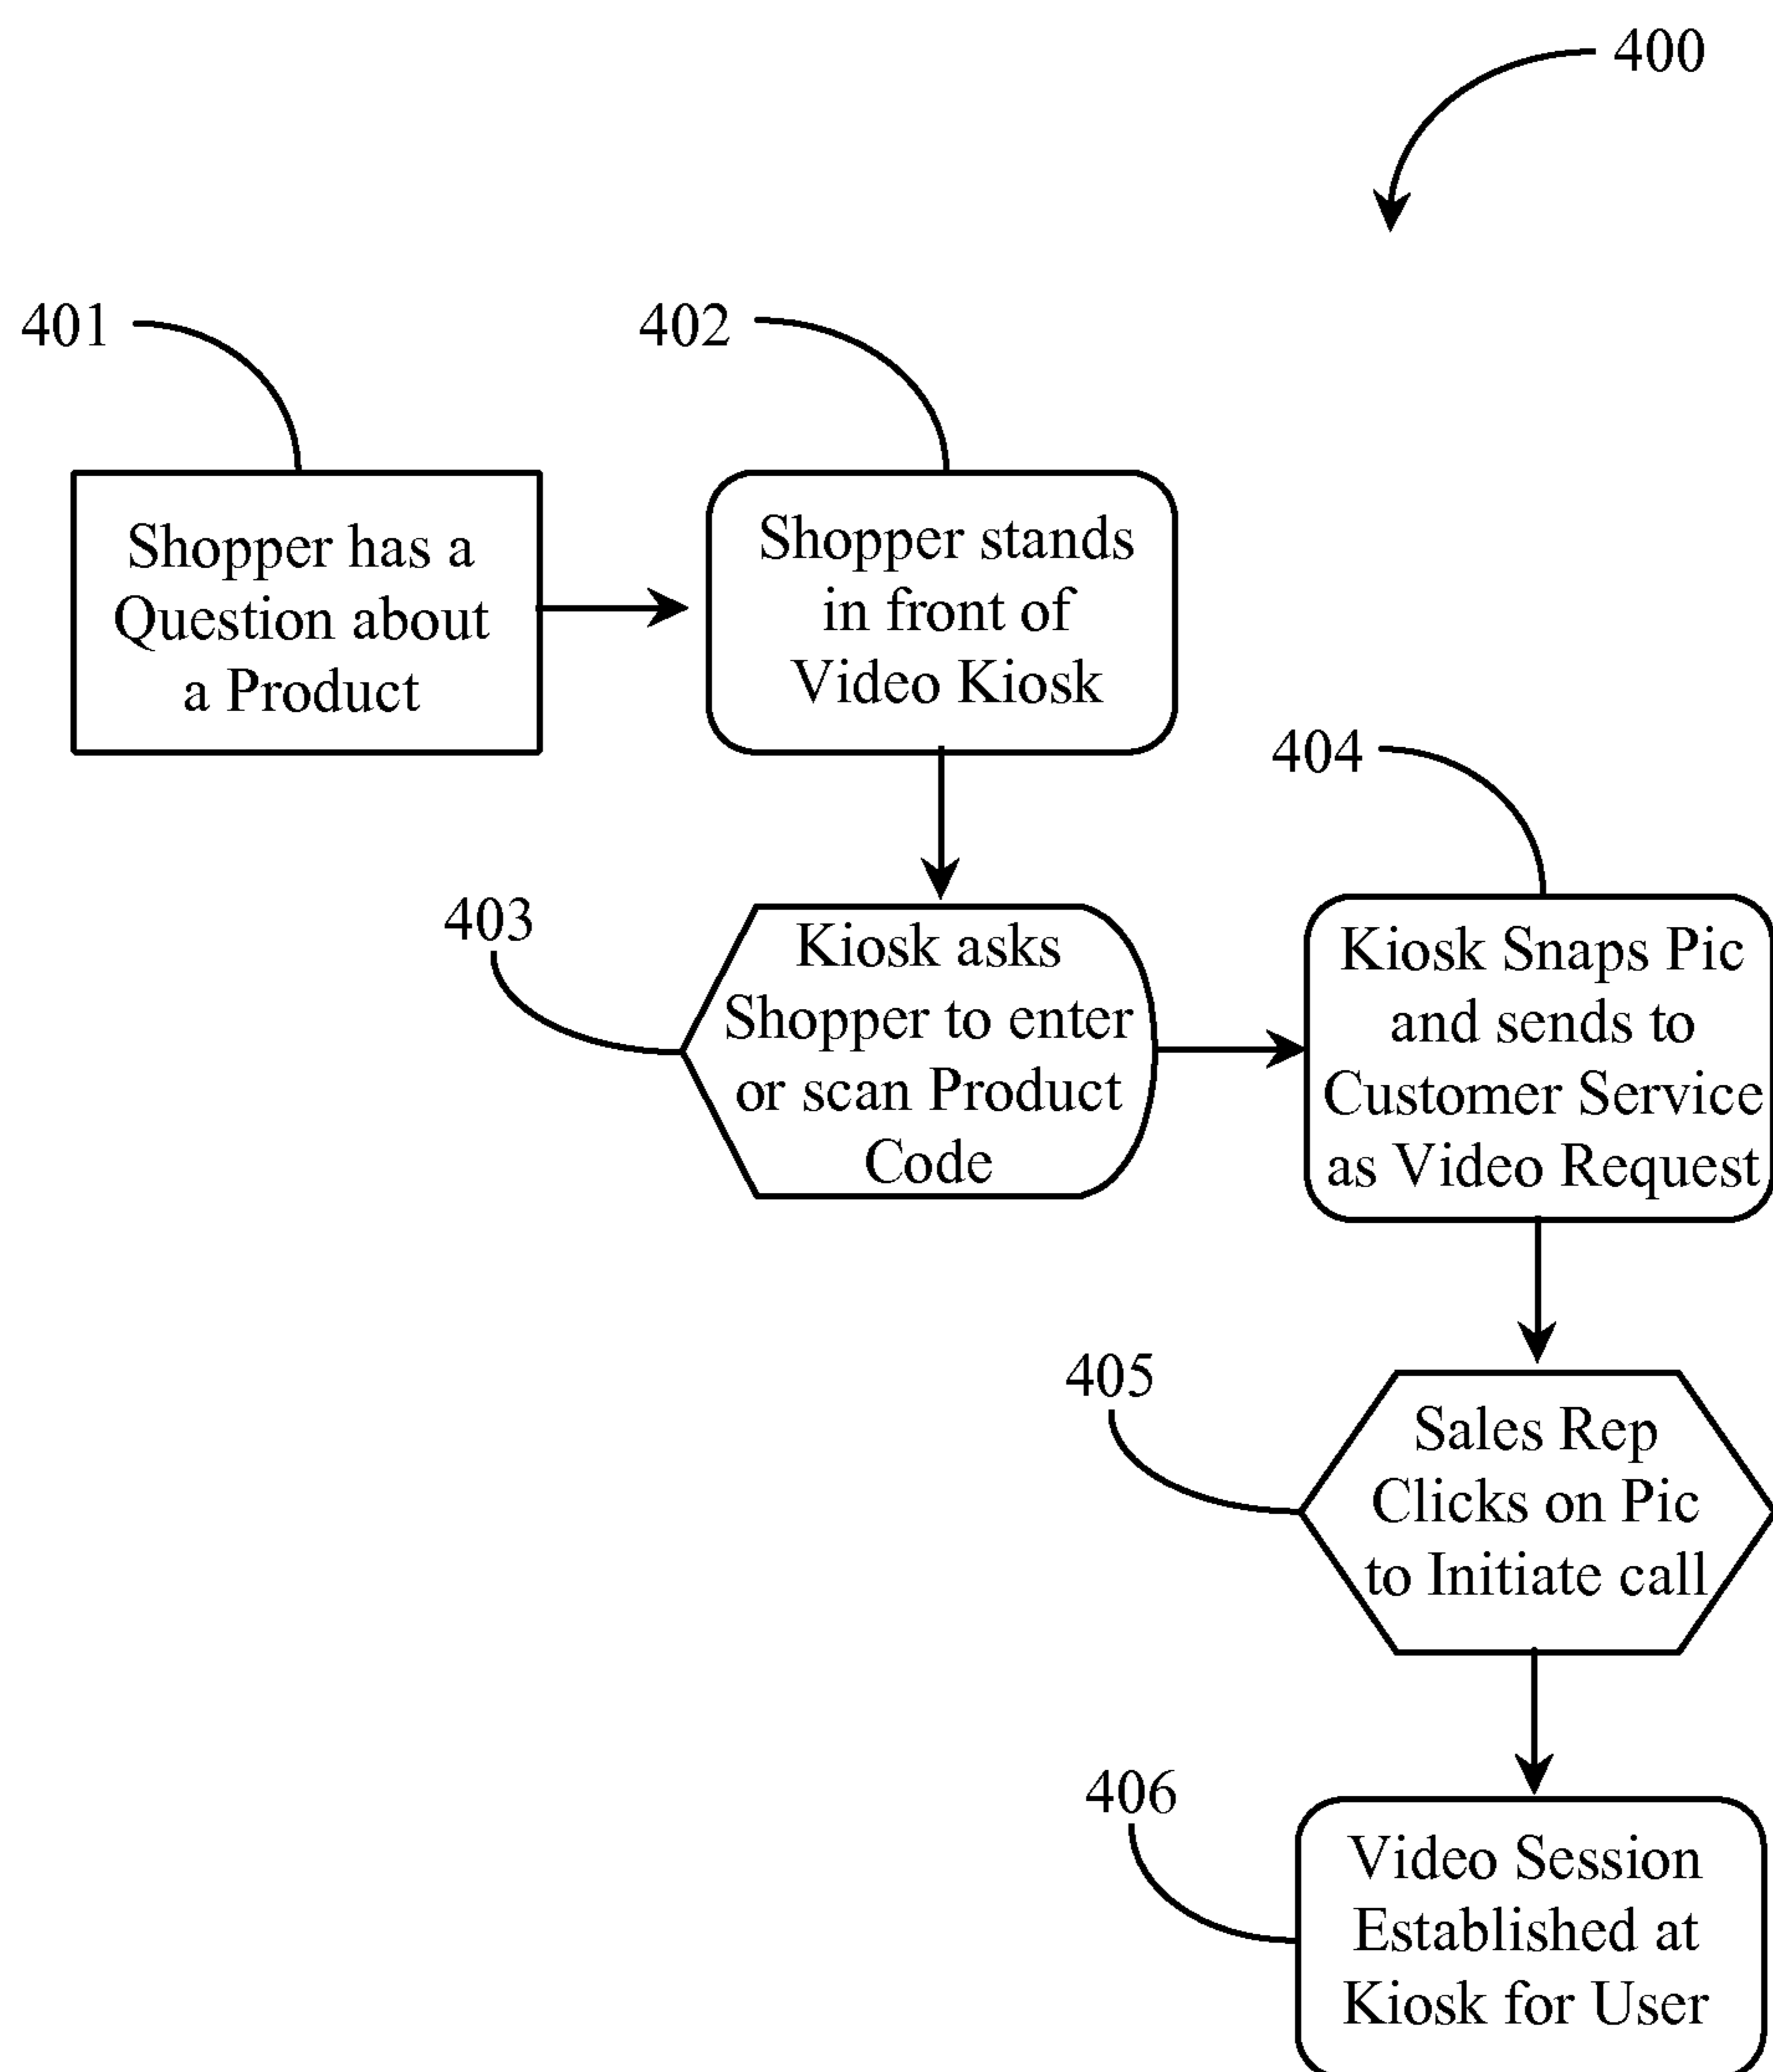 400
401
402
Shopper has a
Question about
a Product
Shopper stands
in front of
Video Kiosk
403
404
Kiosk asks
Shopper to enter
or scan Product
Code
Kiosk Snaps Pic
and sends to
Customer Service
as Video Request
405
Sales Rep
Clicks on Pic
to Initiate call
406
Video Session
Established at
Kiosk for User